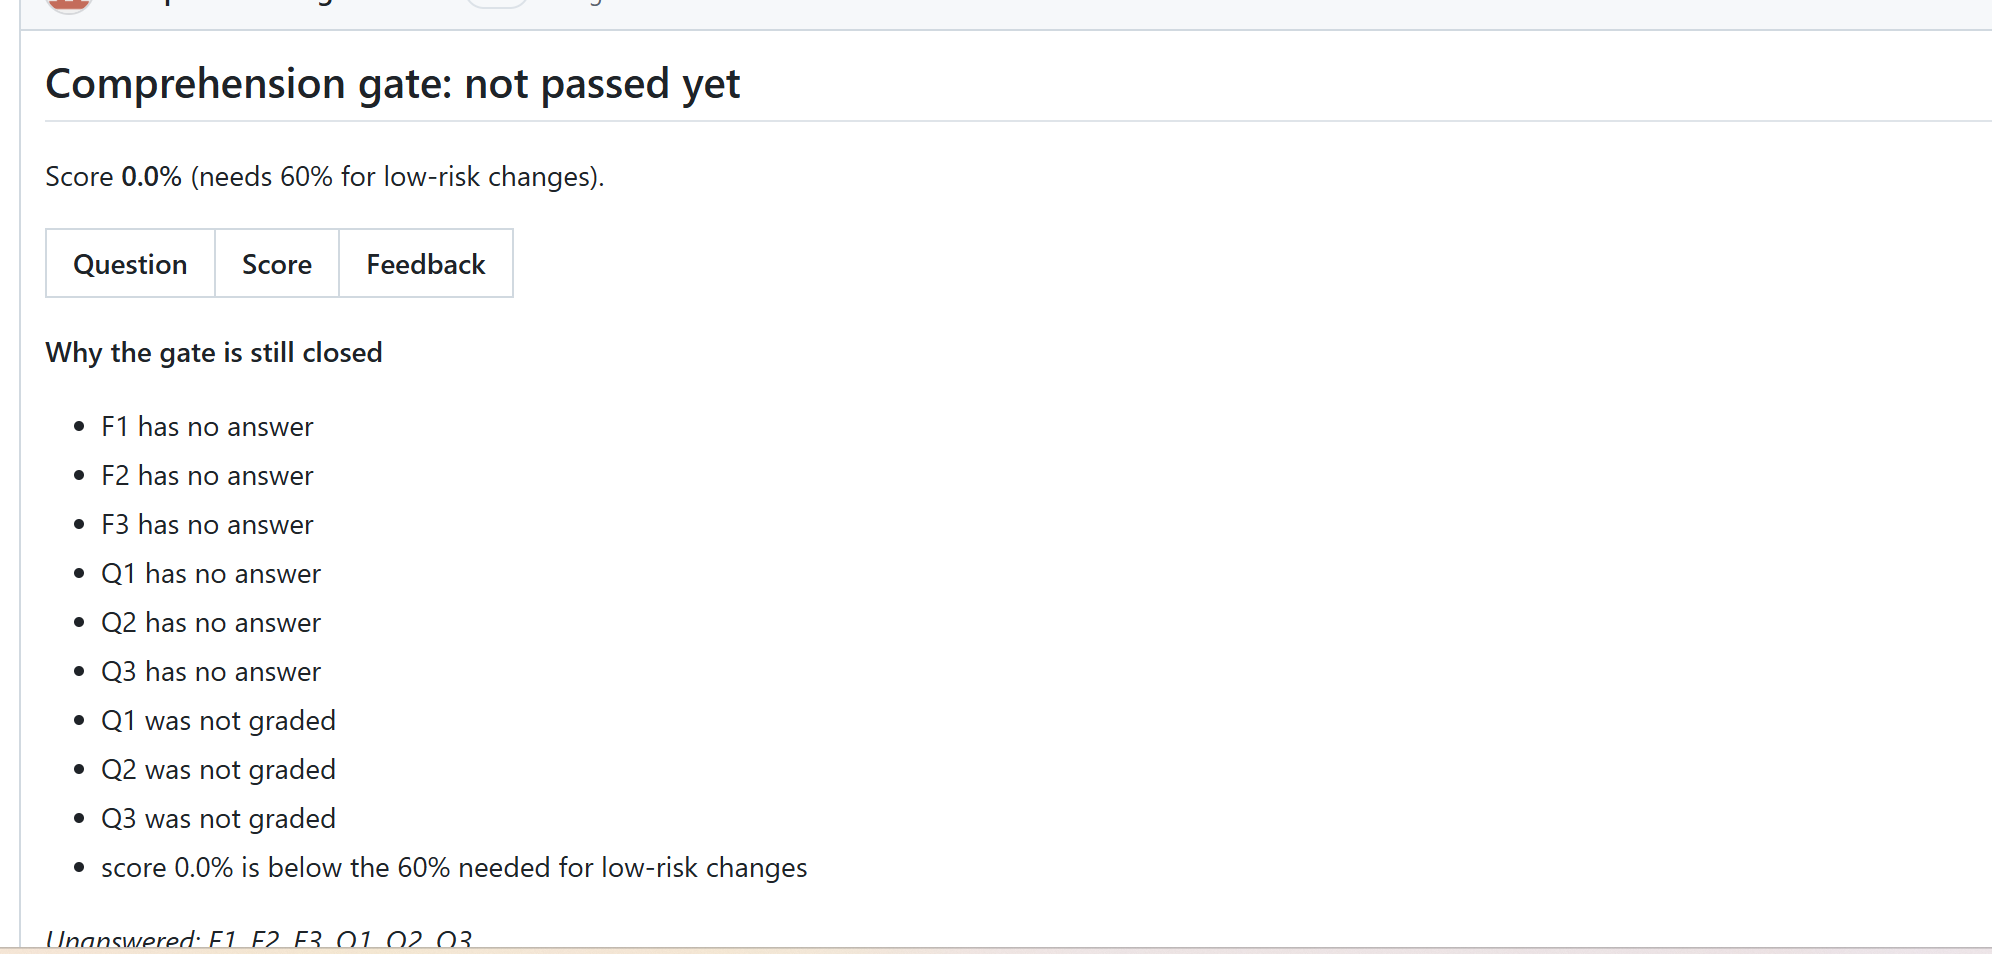 Comprehension gate: not passed yet
Score 0.0% (needs 60% for low-risk changes).
Question Score Feedback
Why the gate is still closed
F1 has no answer
F2 has no answer
F3 has no answer
Q1 has no answer
Q2 has no answer
Q3 has no answer
Q1 was not graded
Q2 was not graded
Q3 was not graded
score 0.0% is below the 60% needed for low-risk changes
Unanswered: F1, F2, F3, Q1, Q2, Q3